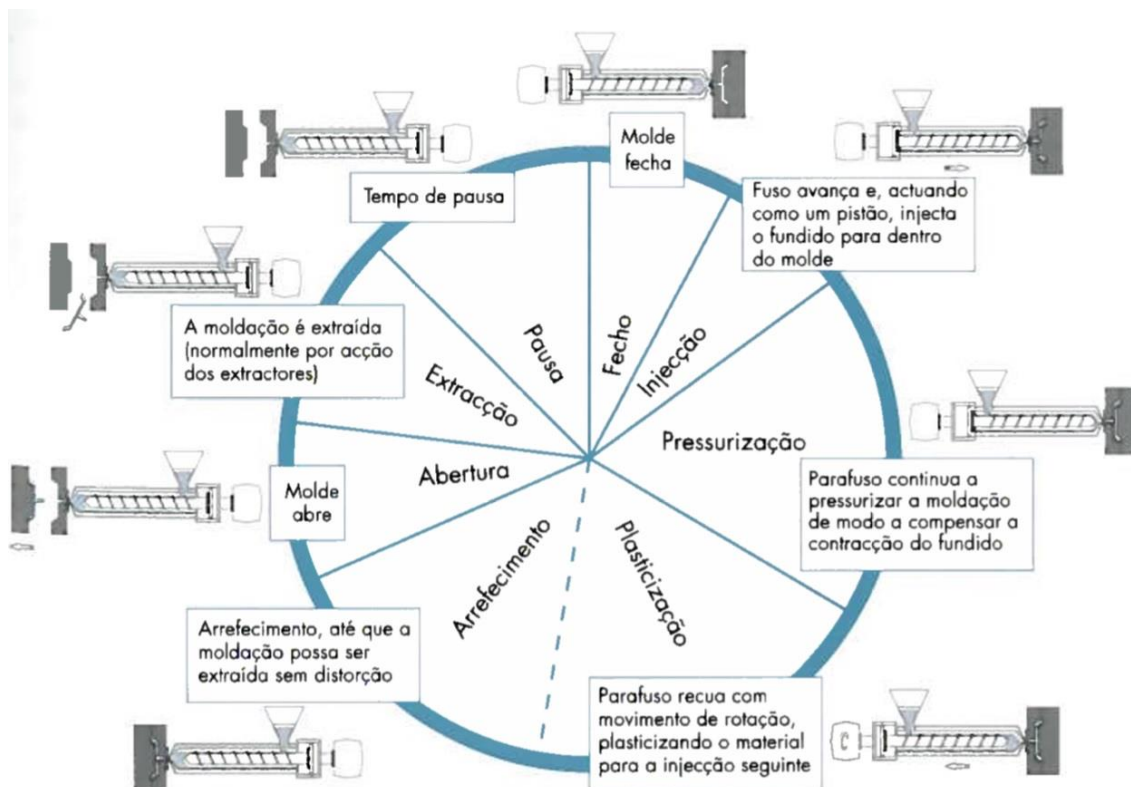 Molde
fecha
Fuso avança e, actuando
como um pistão, injecta
o fundido para dentro
do molde
Tempo de pausa
A moldação é extraída
(normalmente por acção
dos extractores)
Pausa
Fecho
Injecção
Extracção
Pressurização
Abertura
Molde
abre
Parafuso continua a
pressurizar a moldação
de modo a compensar a
contracção do fundido
Arrefecimento
Plasticização
Arrefecimento, até que a
moldação possa ser
extraída sem distorção
Parafuso recua com
movimento de rotação,
plasticizando o material
para a injecção seguinte